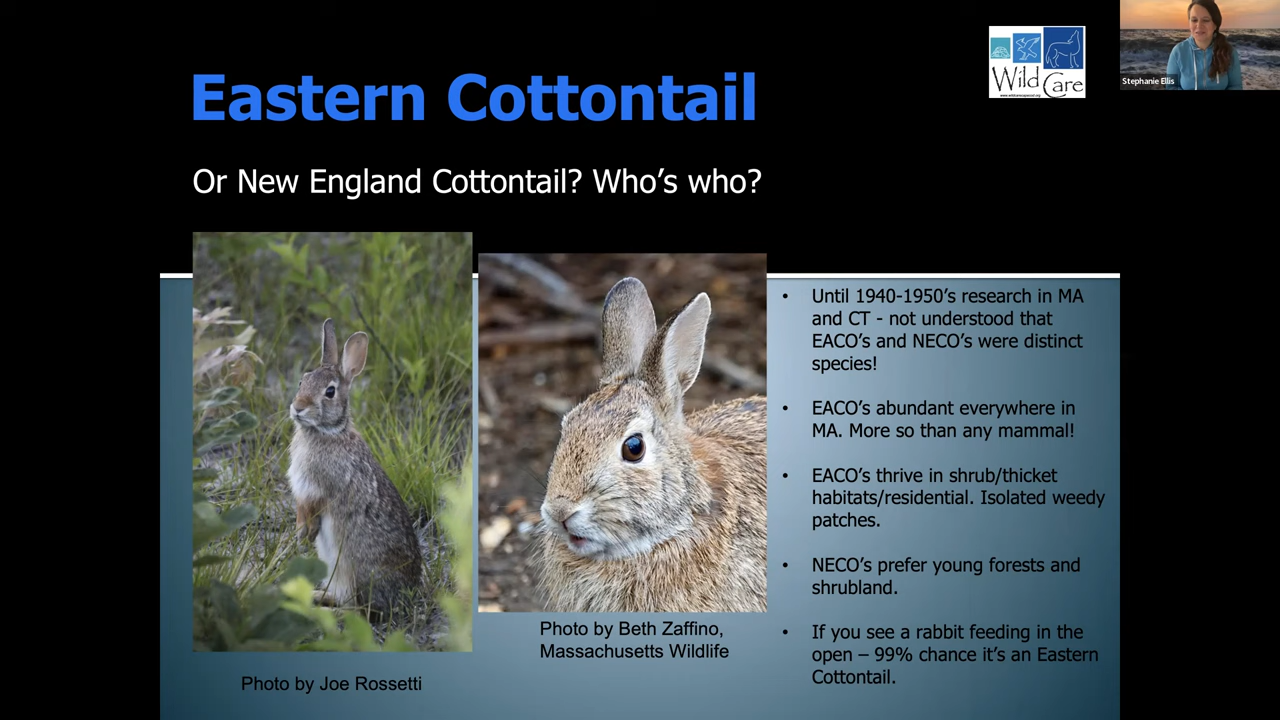 Eastern Cottontail
Or New England Cottontail? Who's who?
Wild Care
Stephanie Ellis
• Until 1940-1950's research in MA
and CT - not understood that
EACO's and NECO's were distinct
species!
• EACO's abundant everywhere in
MA. More so than any mammal!
• EACO's thrive in shrub/thicket
habitats/residential. Isolated weedy
patches.
• NECO's prefer young forests and
shrubland.
• If you see a rabbit feeding in the
open – 99% chance it's an Eastern
Cottontail.
Photo by Beth Zaffino,
Massachusetts Wildlife
Photo by Joe Rossetti